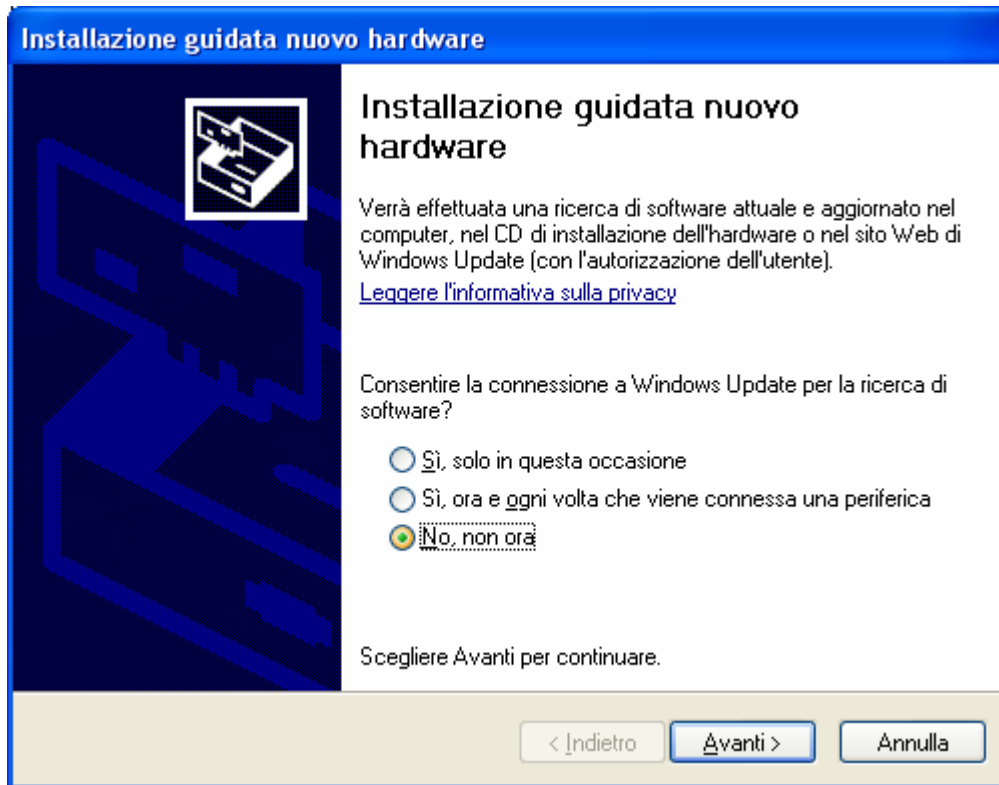 Installazione guidata nuovo hardware
Installazione guidata nuovo
hardware
Verrà effettuata una ricerca di software attuale e aggiornato nel
computer, nel CD di installazione dell'hardware o nel sito Web di
Windows Update (con l'autorizzazione dell'utente).
Leggere l'informativa sulla privacy
Consentire la connessione a Windows Update per la ricerca di
software?
Sì, solo in questa occasione
Sì, ora e ogni volta che viene connessa una periferica
No, non ora
Scegliere Avanti per continuare.
< Indietro
Avanti >
Annulla